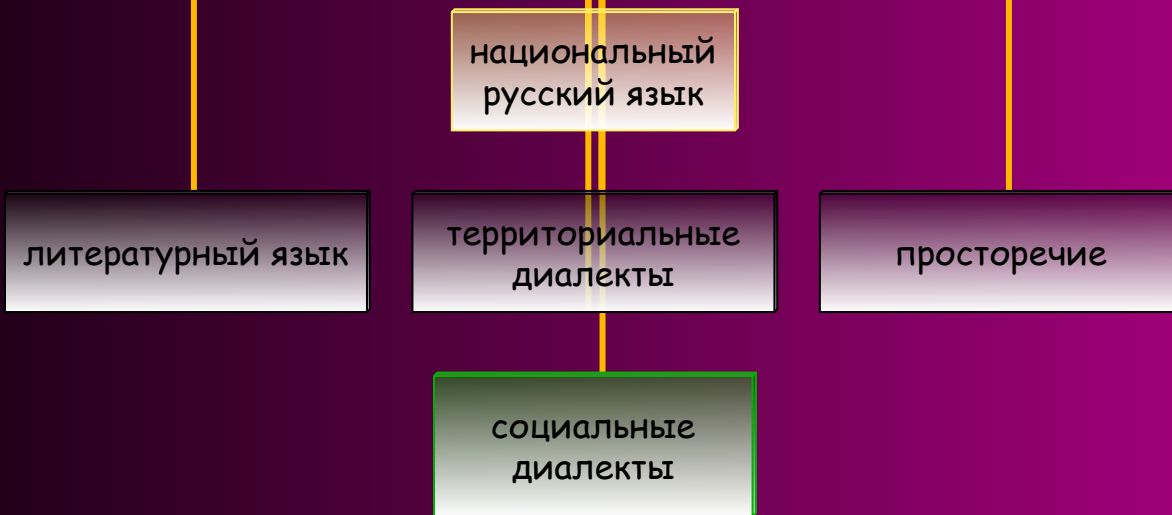 национальный
русский язык
литературный язык
территориальные
диалекты
просторечие
социальные
диалекты